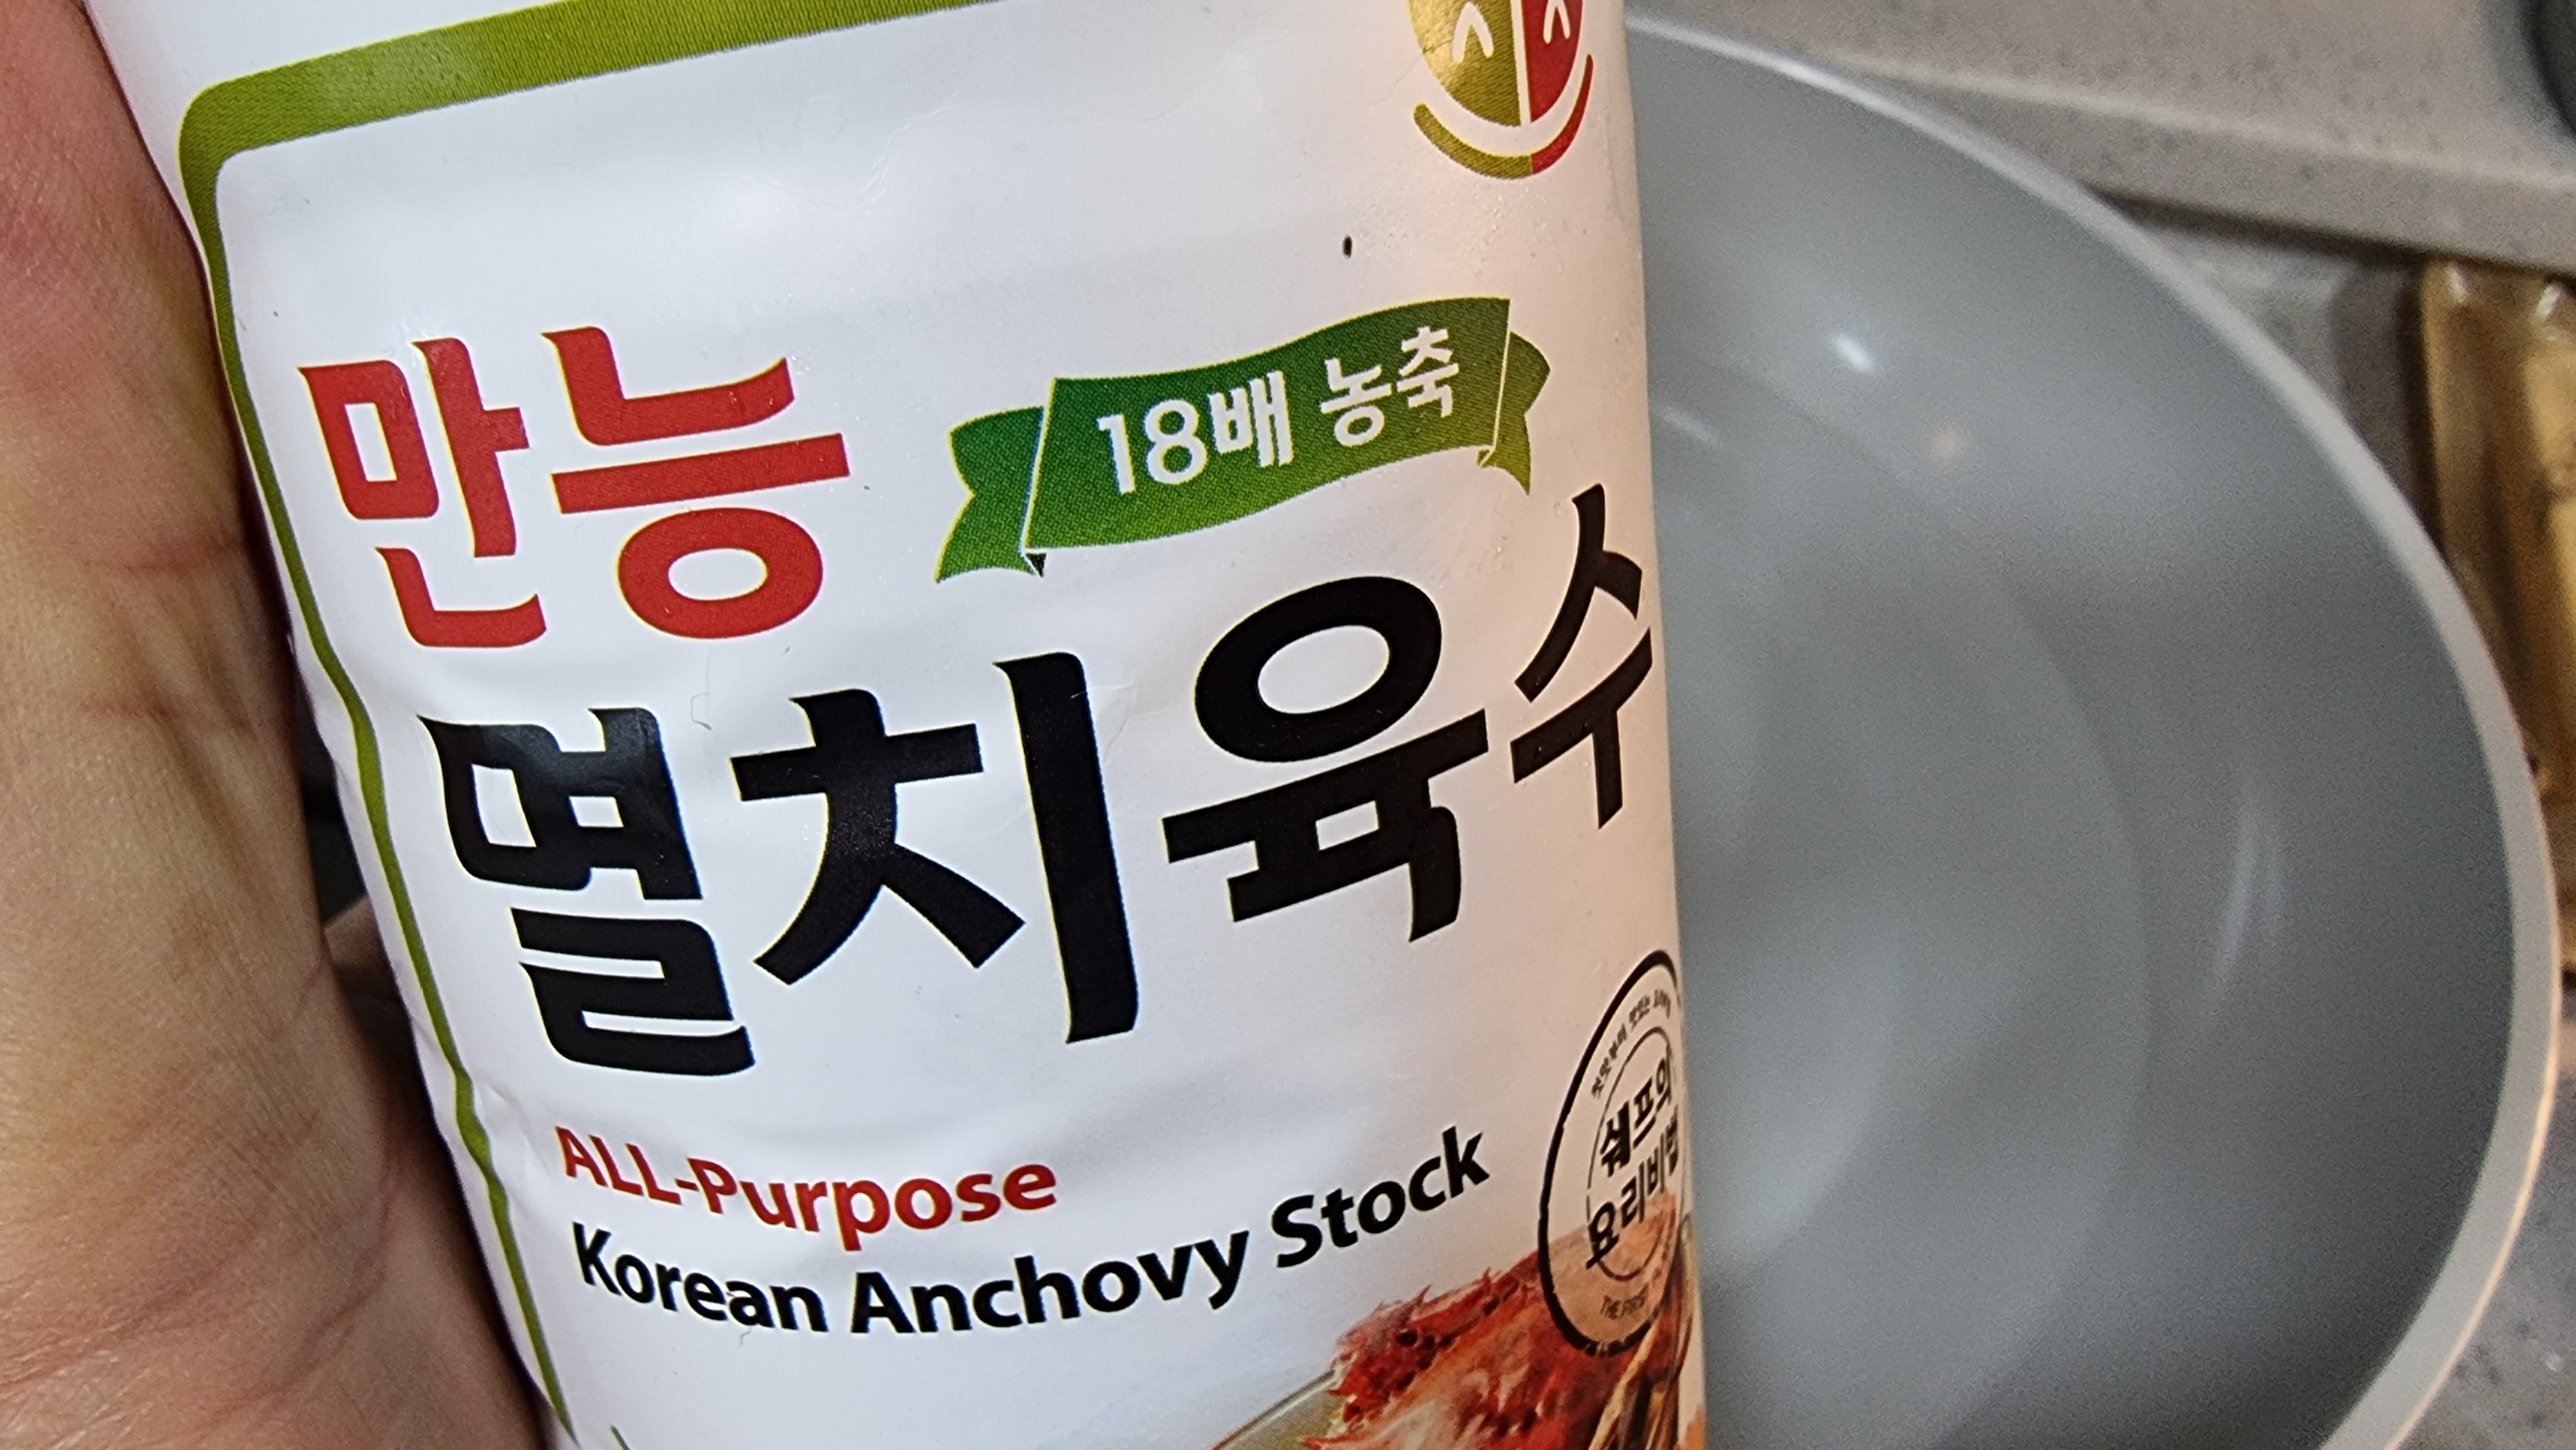 만능
18배 농축
멸치육수
ALL-Purpose
Korean Anchovy Stock
쉐프의
요리비법